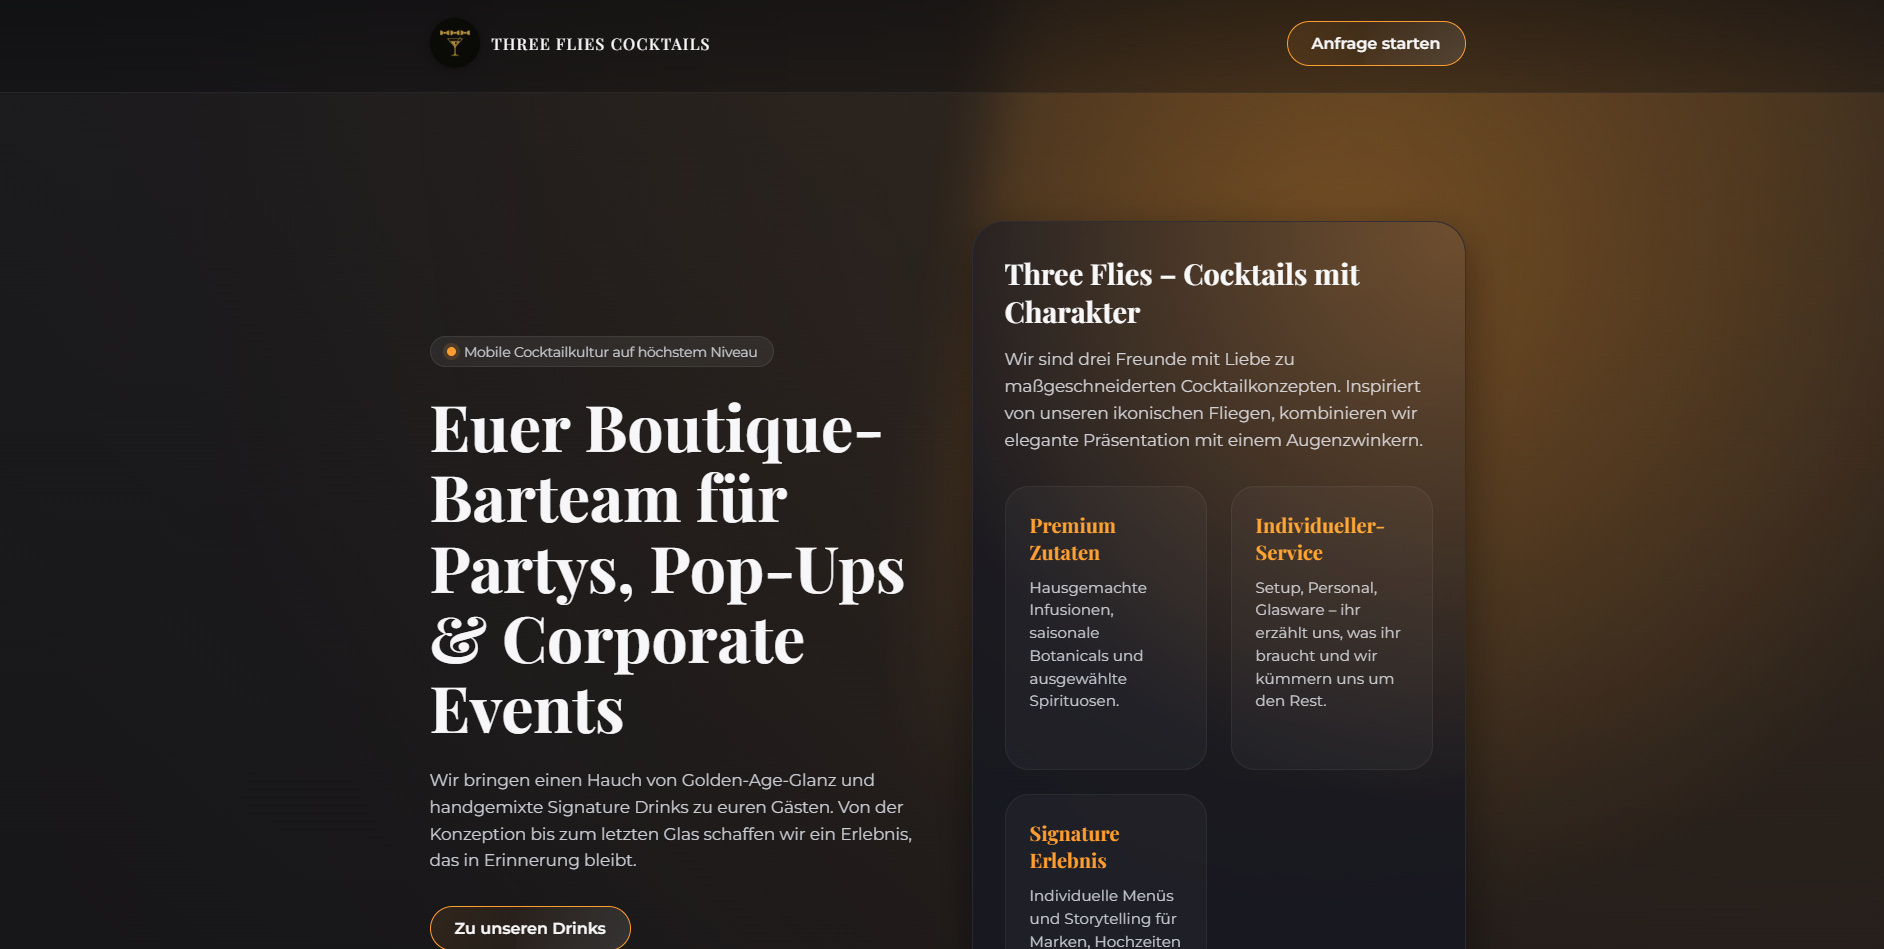 THREE FLIES COCKTAILS
Anfrage starten
Mobile Cocktailkultur auf höchstem Niveau
Euer Boutique-
Barteam für
Partys, Pop-Ups
& Corporate
Events
Wir bringen einen Hauch von Golden-Age-Glanz und
handgemixte Signature Drinks zu euren Gästen. Von der
Konzeption bis zum letzten Glas schaffen wir ein Erlebnis,
das in Erinnerung bleibt.
Zu unseren Drinks
Three Flies – Cocktails mit
Charakter
Wir sind drei Freunde mit Liebe zu
maßgeschneiderten Cocktailkonzepten. Inspiriert
von unseren ikonischen Fliegen, kombinieren wir
elegante Präsentation mit einem Augenzwinkern.
Premium
Zutaten
Hausgemachte
Infusionen,
saisonale
Botanicals und
ausgewählte
Spirituosen.
Individueller-
Service
Setup, Personal,
Glasware – ihr
erzählt uns, was ihr
braucht und wir
kümmern uns um
den Rest.
Signature
Erlebnis
Individuelle Menüs
und Storytelling für
Marken, Hochzeiten